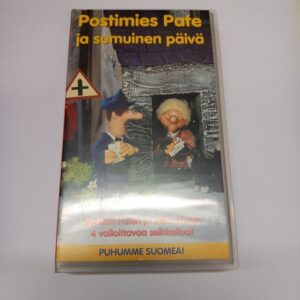 Postimies Pate
ja sumuinen päivä
4 valloittavaa seikkailua!
PUHUMME SUOMEA!